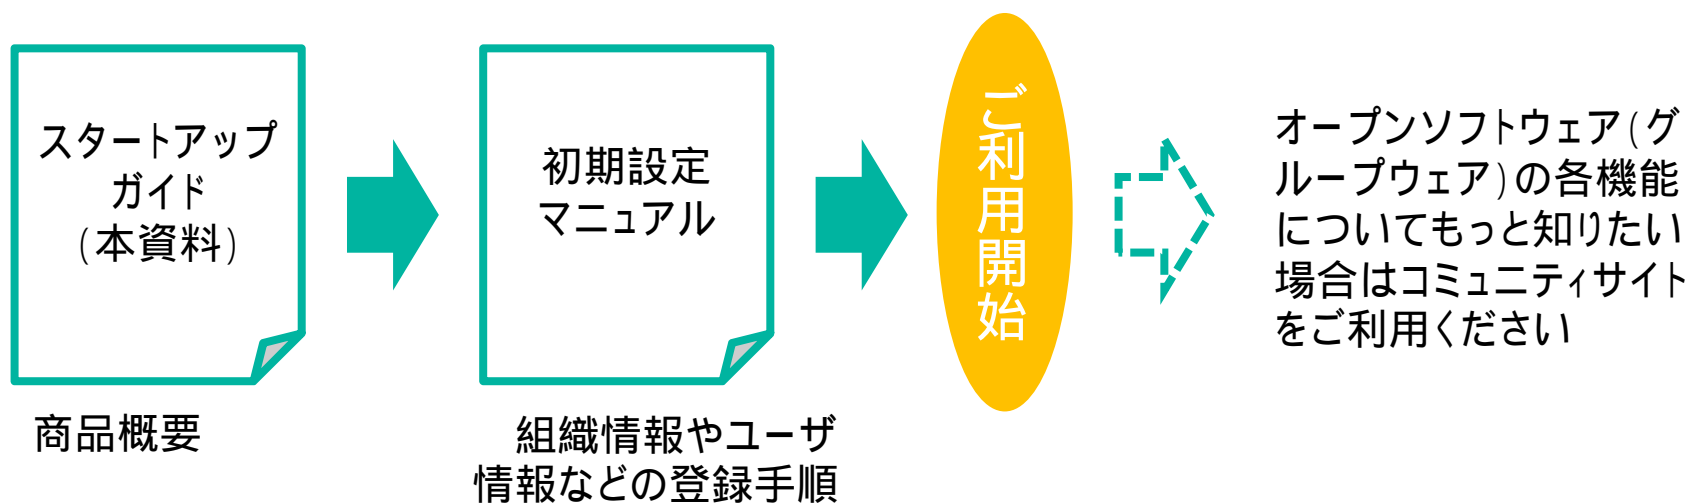 スタートアップ
ガイド
(本資料)
商品概要
初期設定
マニュアル
組織情報やユーザ
情報などの登録手順
ご利用開始
オープンソフトウェア(グ
ループウェア)の各機能
についてもっと知りたい
場合はコミュニティサイト
をご利用ください